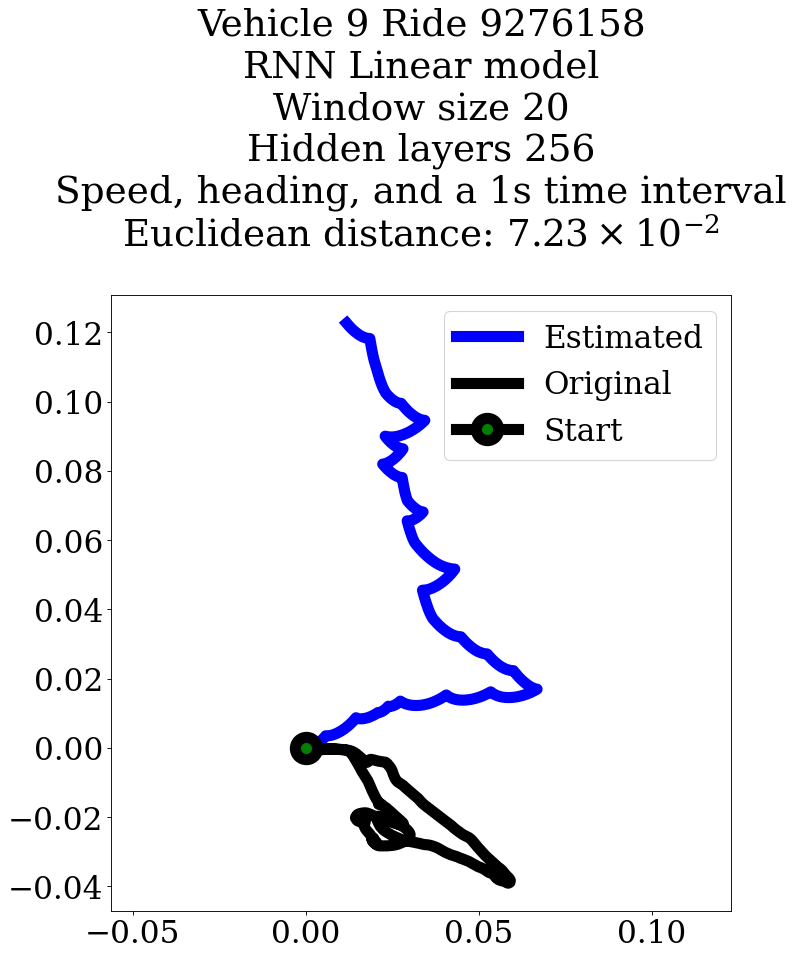 Vehicle 9 Ride 9276158
RNN Linear model
Window size 20
Hidden layers 256
Speed, heading, and a 1s time interval
Euclidean distance: 7.23 × 10⁻²
Estimated
Original
Start
0.12
0.10
0.08
0.06
0.04
0.02
0.00
−0.02
−0.04
−0.05 0.00 0.05 0.10